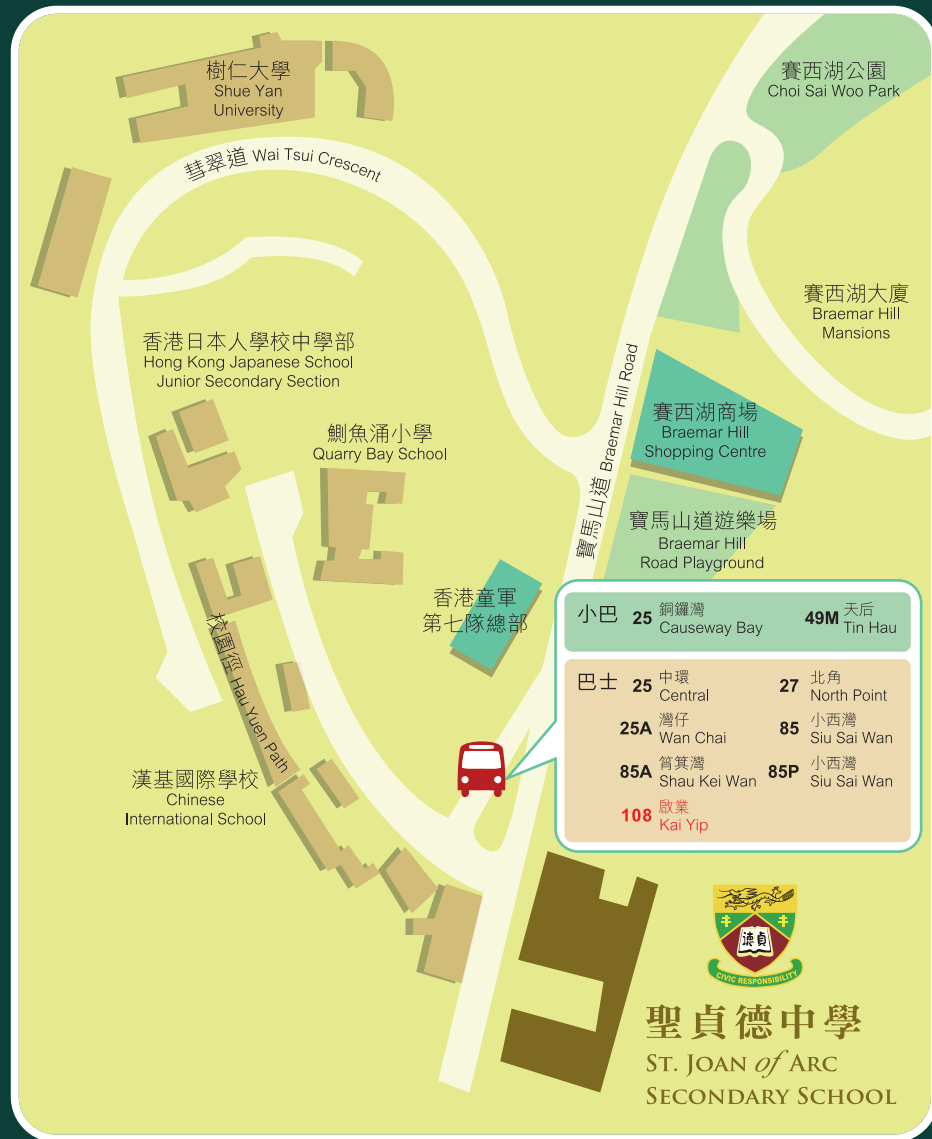 樹仁大學
Shue Yan
University
賽西湖公園
Choi Sai Woo Park
彗翠道 Wai Tsui Crescent
賽西湖大廈
Braemar Hill
Mansions
香港日本人學校中學部
Hong Kong Japanese School
Junior Secondary Section
寶馬山道 Braemar Hill Road
賽西湖商場
Braemar Hill
Shopping Centre
鰂魚涌小學
Quarry Bay School
寶馬山道遊樂場
Braemar Hill
Road Playground
香港童軍
第七隊總部
小巴 25 銅鑼灣 Causeway Bay 49M 天后 Tin Hau
巴士 25 中環 Central 27 北角 North Point
25A 灣仔 Wan Chai 85 小西灣 Siu Sai Wan
85A 筲箕灣 Shau Kei Wan 85P 小西灣 Siu Sai Wan
108 啟業 Kai Yip
校園徑 Hau Yuen Path
漢基國際學校
Chinese
International School
德貞
CIVIC RESPONSIBILITY
聖貞德中學
ST. JOAN of ARC
SECONDARY SCHOOL